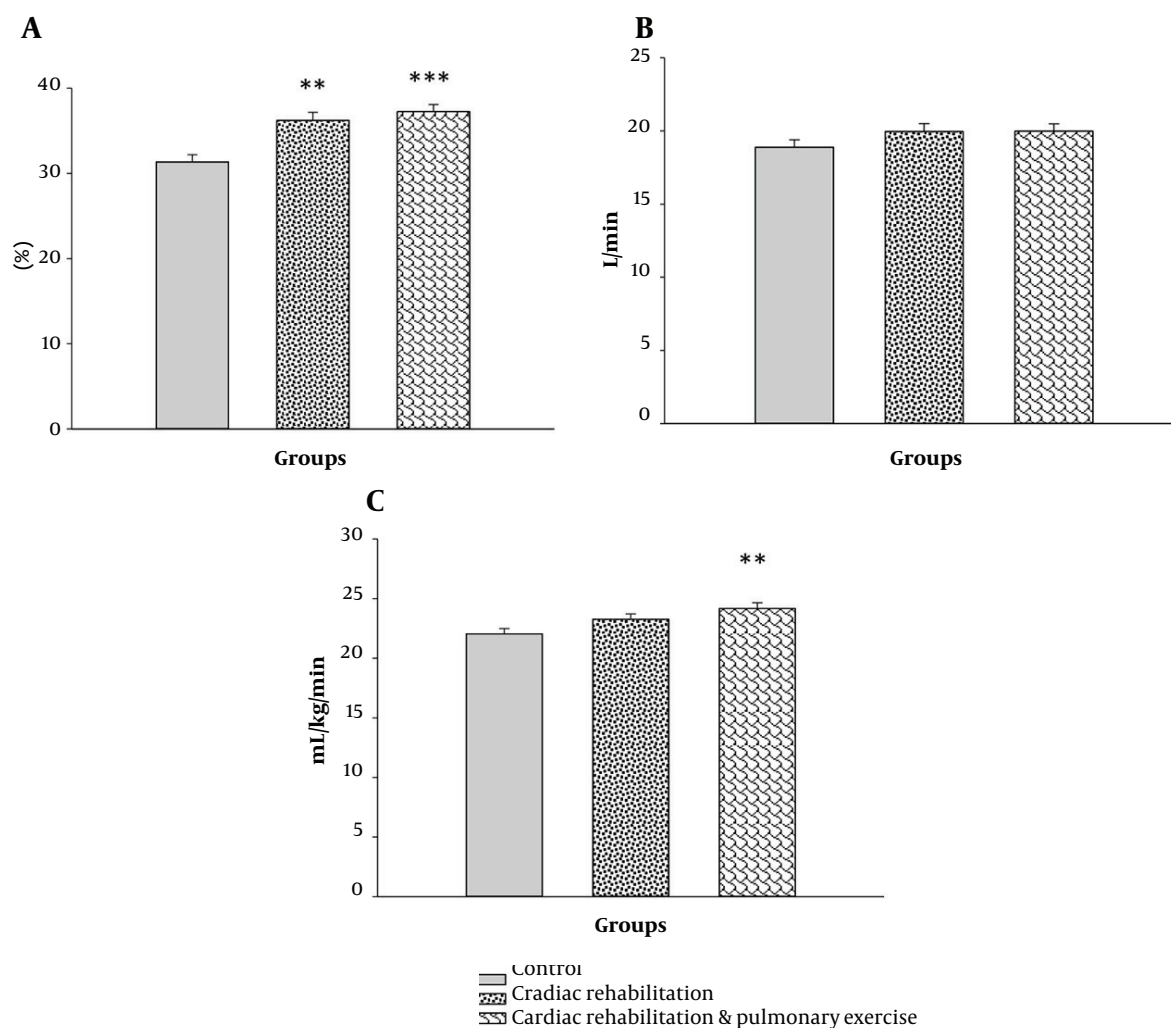 A
(%)
40
30
20
10
0
**
***
Groups
B
L/min
25
20
15
10
5
0
Groups
C
mL/kg/min
30
25
20
15
10
5
0
**
Groups
Control
Cradiac rehabilitation
Cardiac rehabilitation & pulmonary exercise